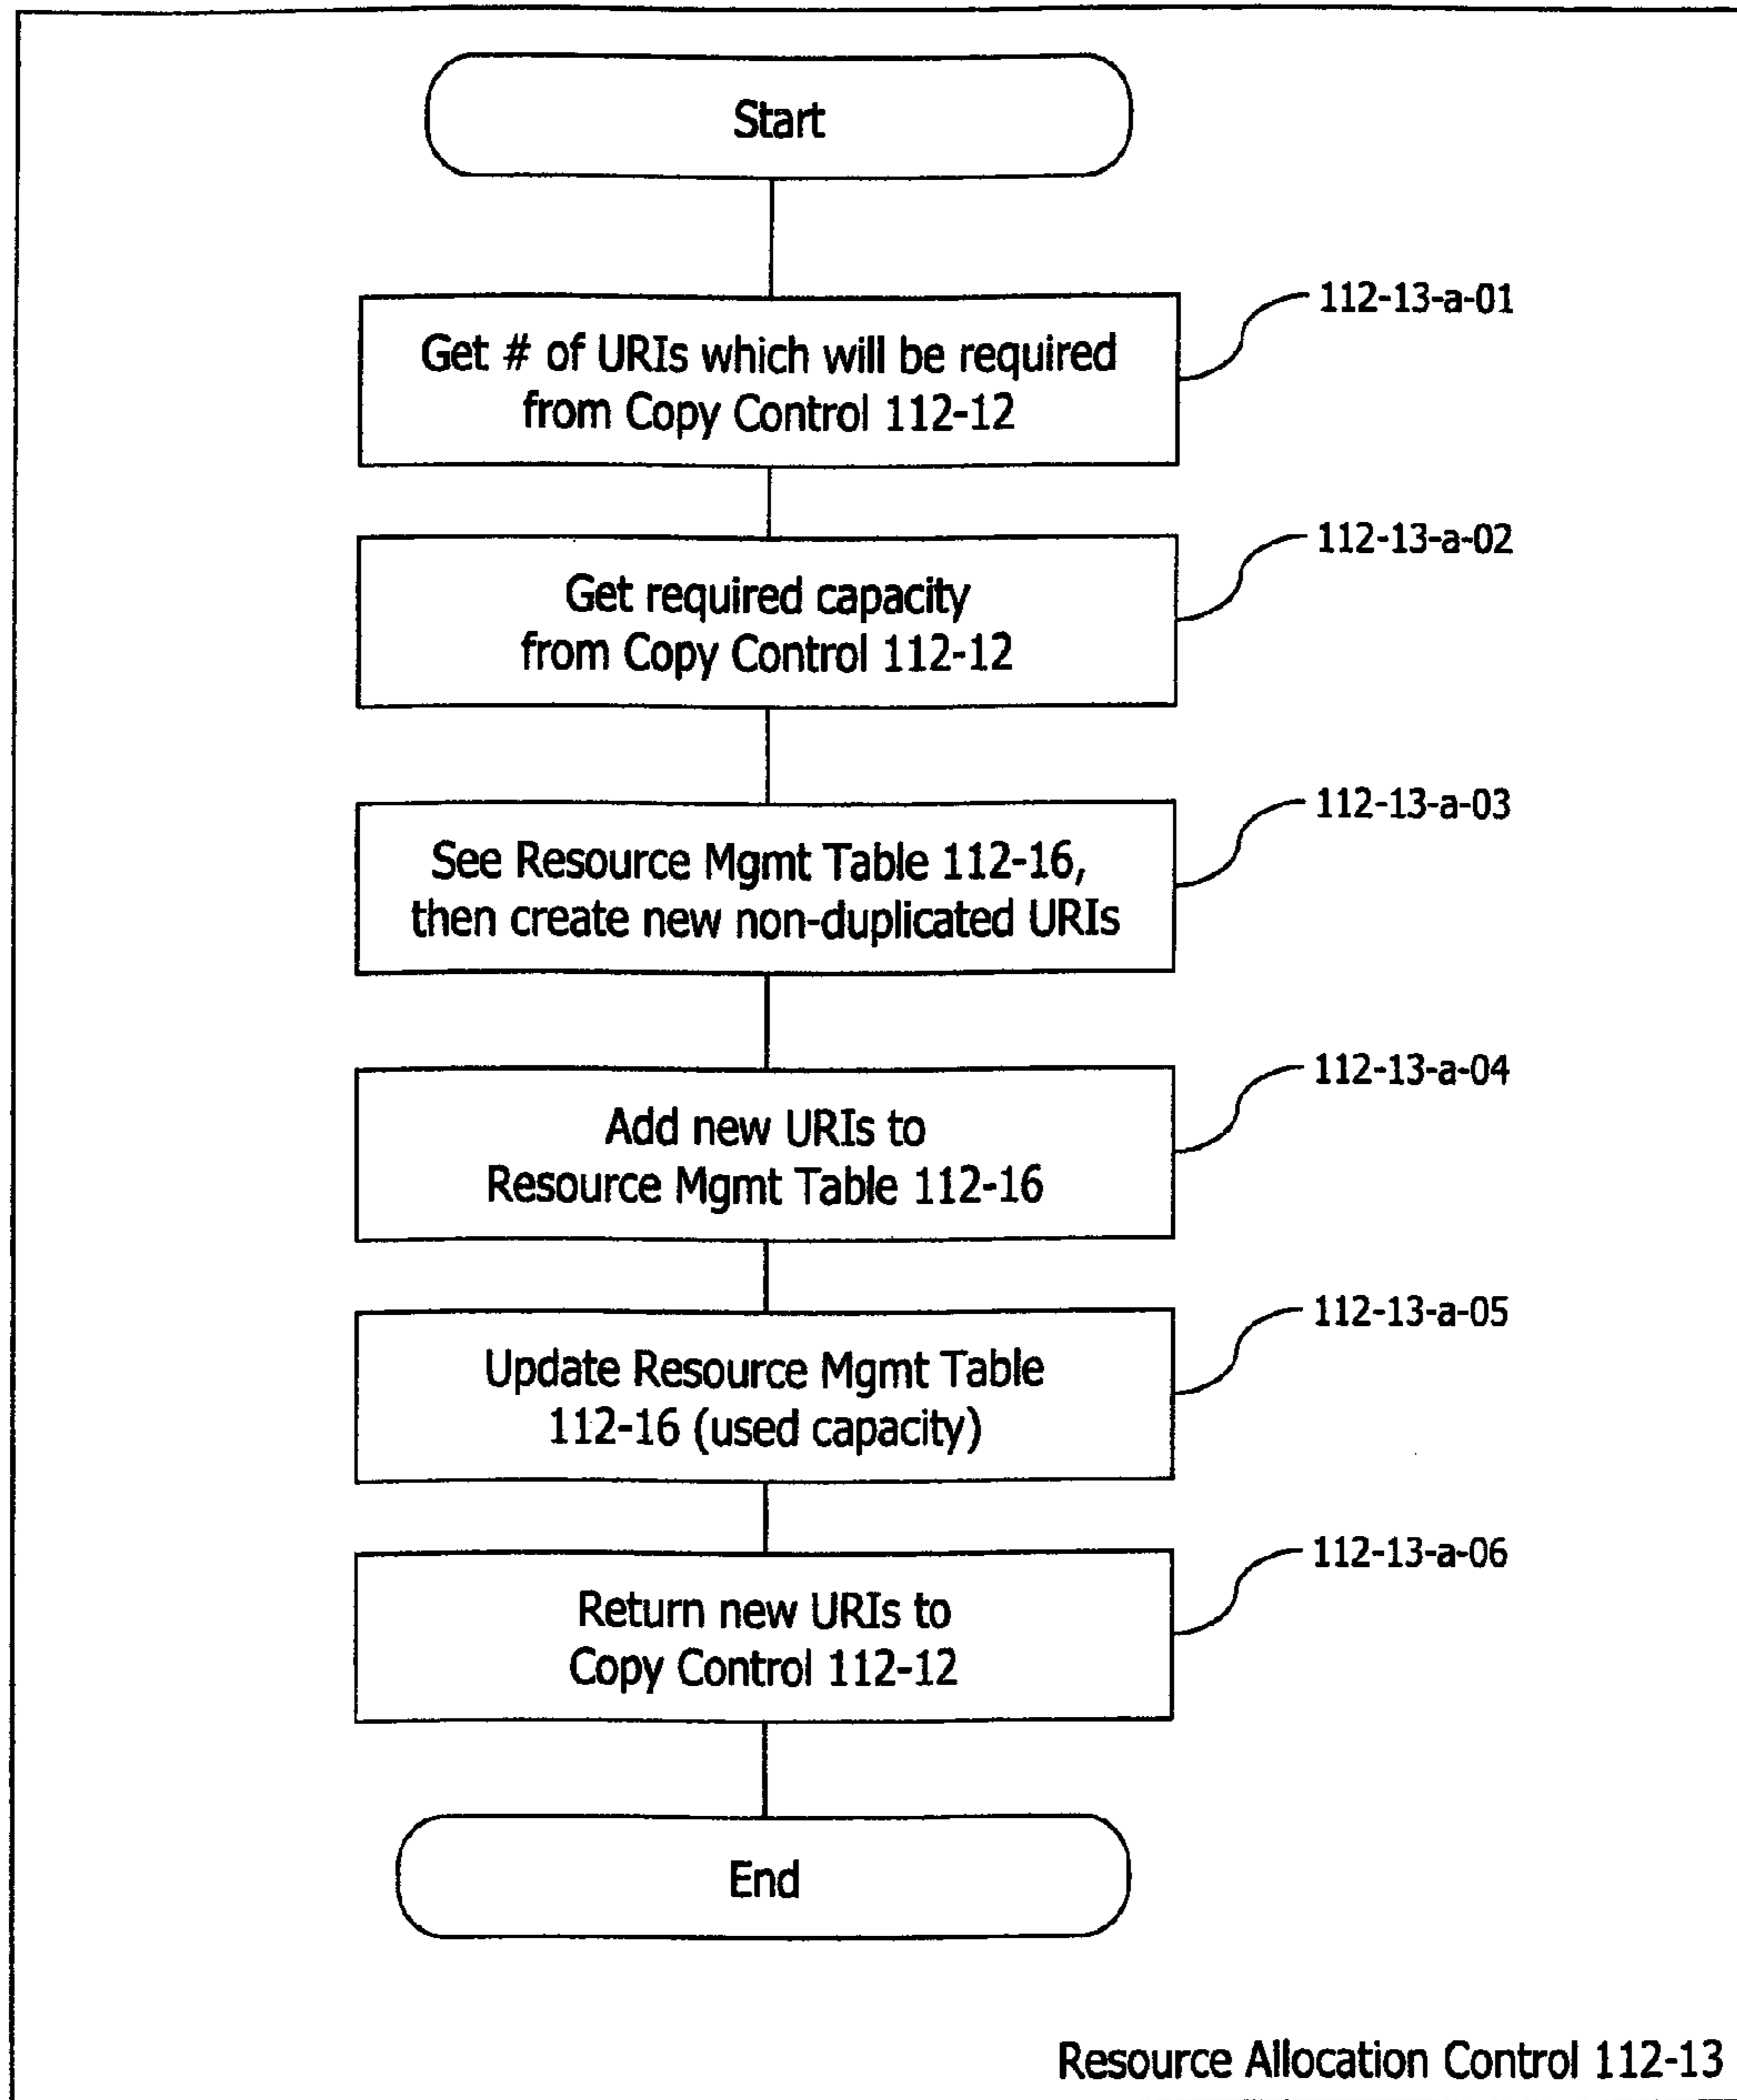 Start
Get # of URIs which will be required
from Copy Control 112-12
112-13-a-01
Get required capacity
from Copy Control 112-12
112-13-a-02
See Resource Mgmt Table 112-16,
then create new non-duplicated URIs
112-13-a-03
Add new URIs to
Resource Mgmt Table 112-16
112-13-a-04
Update Resource Mgmt Table
112-16 (used capacity)
112-13-a-05
Return new URIs to
Copy Control 112-12
112-13-a-06
End
Resource Allocation Control 112-13